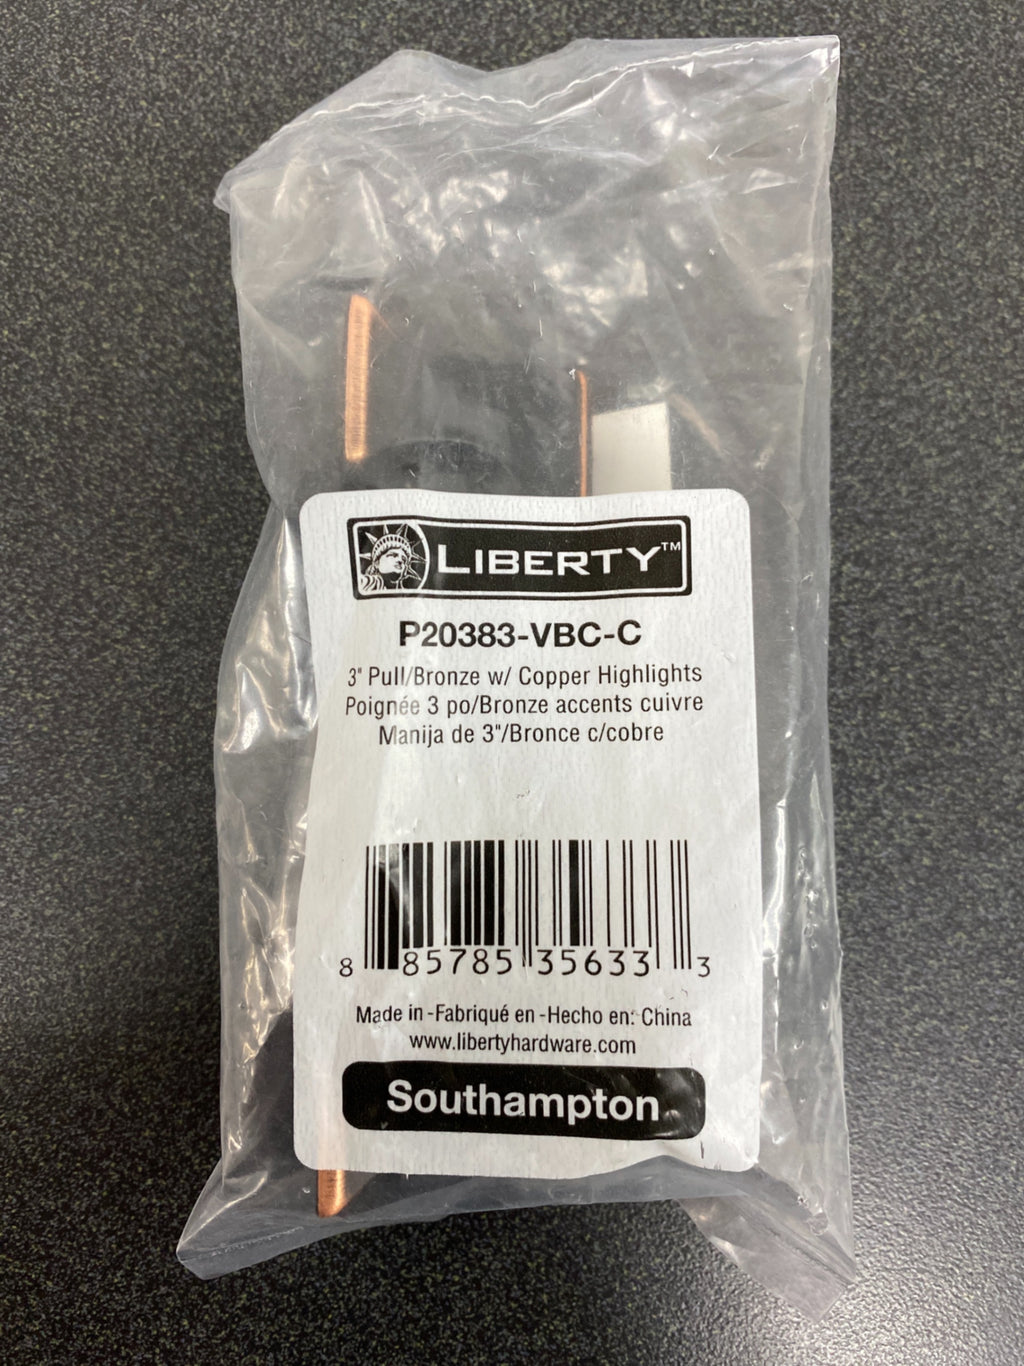 LIBERTY™
P20383-VBC-C
3" Pull/Bronze w/ Copper Highlights
Poignée 3 po/Bronze accents cuivre
Manija de 3"/Bronce c/cobre
8 85785 35633 3
Made in -Fabriqué en -Hecho en: China
www.libertyhardware.com
Southampton